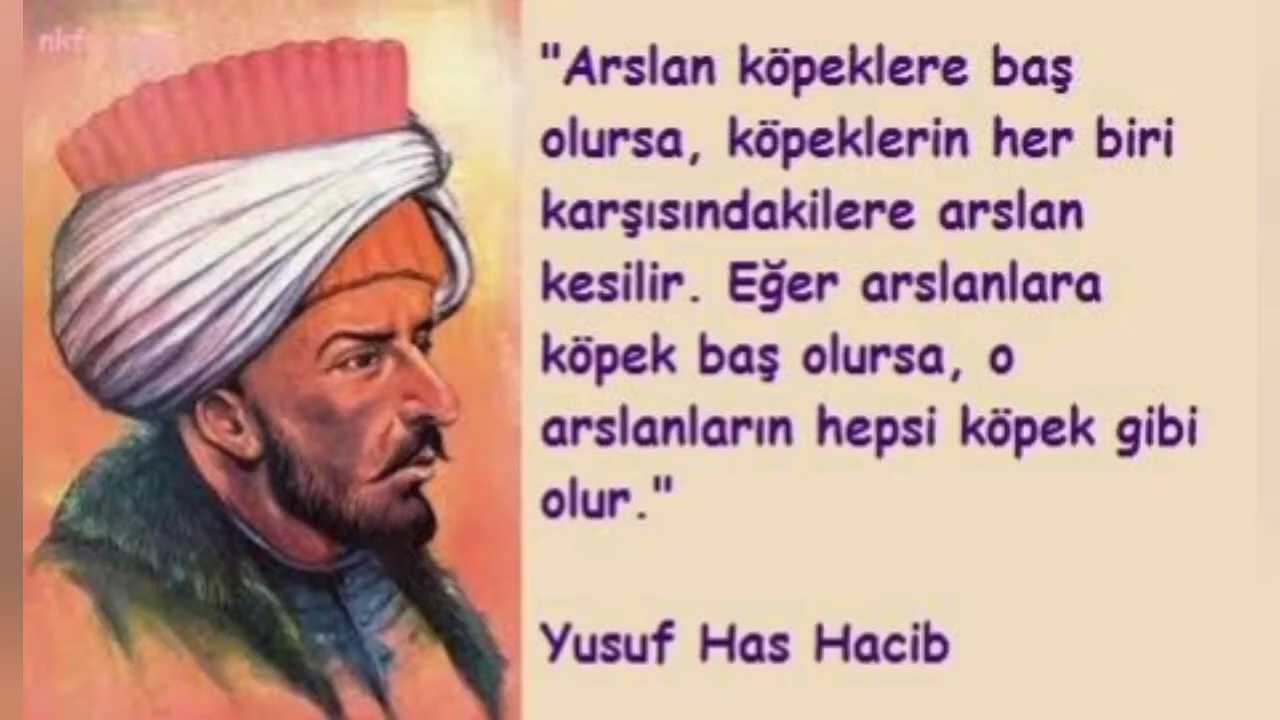 "Arslan köpeklere baş
olursa, köpeklerin her biri
karşısındakilere arslan
kesilir. Eğer arslanlara
köpek baş olursa, o
arslanların hepsi köpek gibi
olur."
Yusuf Has Hacib